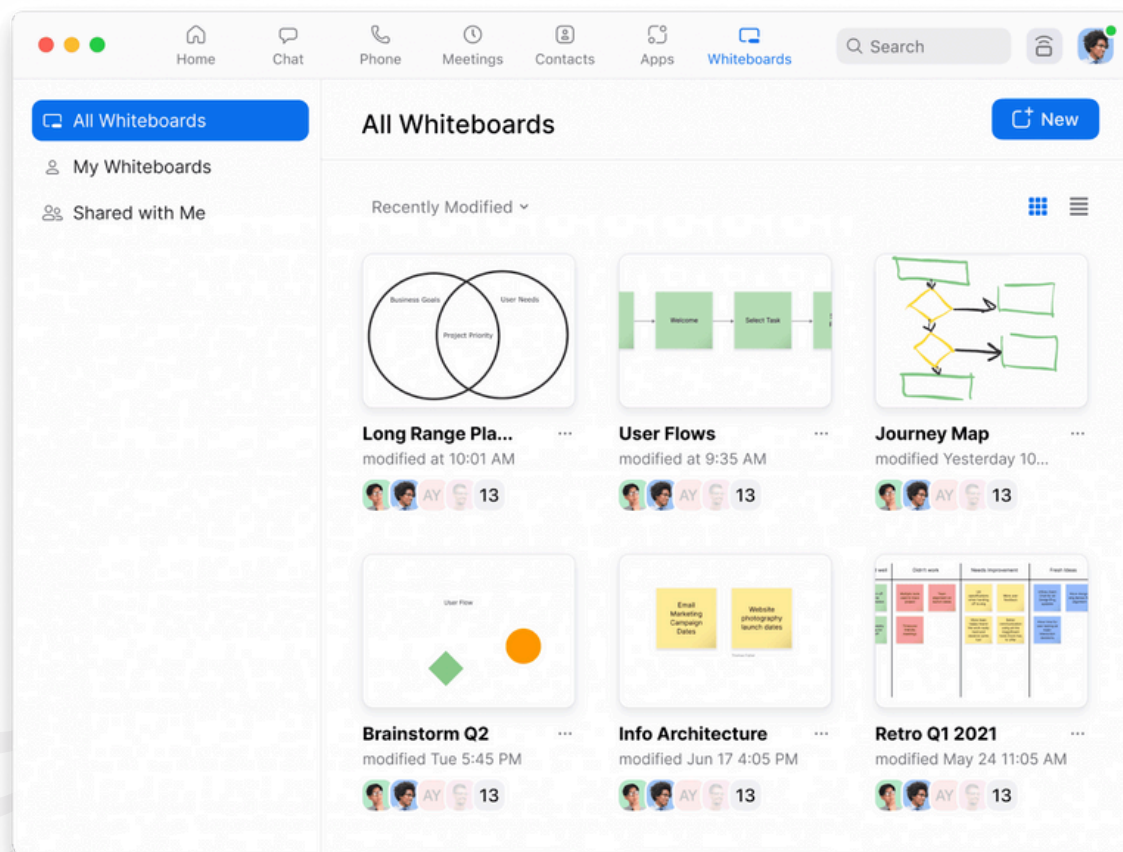 Home
Chat
Phone
Meetings
Contacts
Apps
Whiteboards
Search
All Whiteboards
My Whiteboards
Shared with Me
All Whiteboards
New
Recently Modified
Business Goals
User Needs
Project Priority
Long Range Pla...
modified at 10:01 AM
AY
13
Welcome
Select Task
User Flows
modified at 9:35 AM
AY
13
Journey Map
modified Yesterday 10...
AY
13
User Flow
Brainstorm Q2
modified Tue 5:45 PM
AY
13
Email
Marketing
Campaign
Dates
Website
photography
launch dates
Info Architecture
modified Jun 17 4:05 PM
AY
13
Didn't work
Needs Improvement
Fresh Ideas
Retro Q1 2021
modified May 24 11:05 AM
AY
13